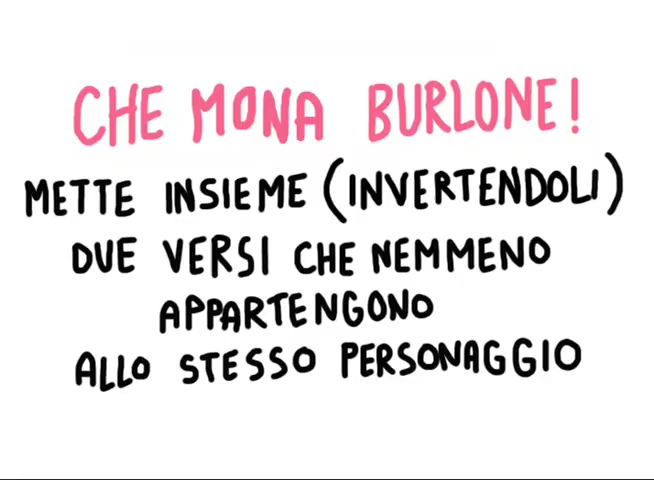 CHE MONA BURLONE!
METTE INSIEME (INVERTENDOLI)
DUE VERSI CHE NEMMENO
APPARTENGONO
ALLO STESSO PERSONAGGIO